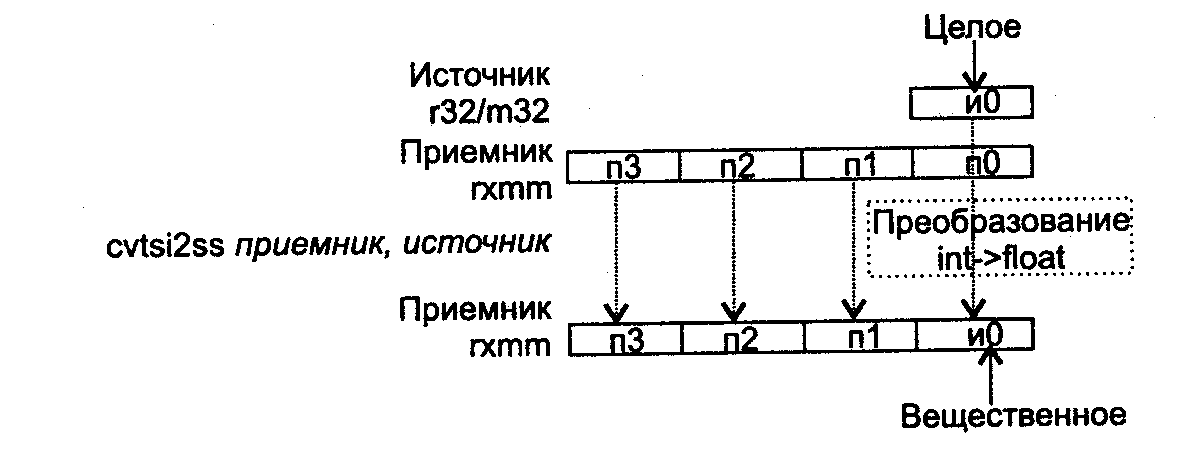 Целое
Источник
r32/m32
и0
Приемник
rxmm
п3 п2 п1 п0
cvtsi2ss приемник, источник
Преобразование
int->float
Приемник
rxmm
п3 п2 п1 и0
Вещественное